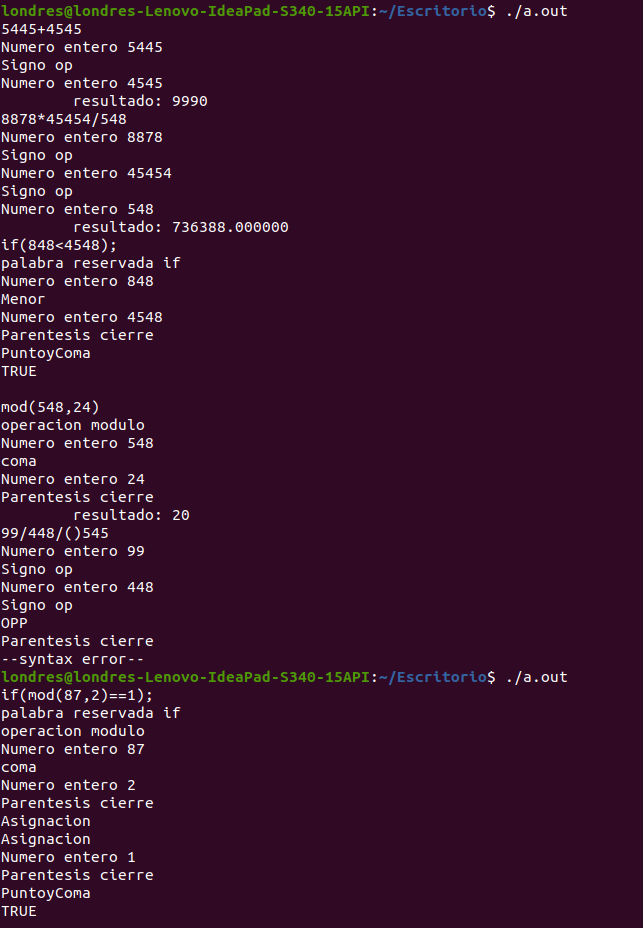 londres@londres-Lenovo-IdeaPad-S340-15API:~/Escritorio$ ./a.out
5445+4545
Numero entero 5445
Signo op
Numero entero 4545
        resultado: 9990
8878*45454/548
Numero entero 8878
Signo op
Numero entero 45454
Signo op
Numero entero 548
        resultado: 736388.000000
if(848<4548);
palabra reservada if
Numero entero 848
Menor
Numero entero 4548
Parentesis cierre
PuntoyComa
TRUE

mod(548,24)
operacion modulo
Numero entero 548
coma
Numero entero 24
Parentesis cierre
        resultado: 20
99/448/()545
Numero entero 99
Signo op
Numero entero 448
Signo op
OPP
Parentesis cierre
--syntax error--
londres@londres-Lenovo-IdeaPad-S340-15API:~/Escritorio$ ./a.out
if(mod(87,2)==1);
palabra reservada if
operacion modulo
Numero entero 87
coma
Numero entero 2
Parentesis cierre
Asignacion
Asignacion
Numero entero 1
Parentesis cierre
PuntoyComa
TRUE